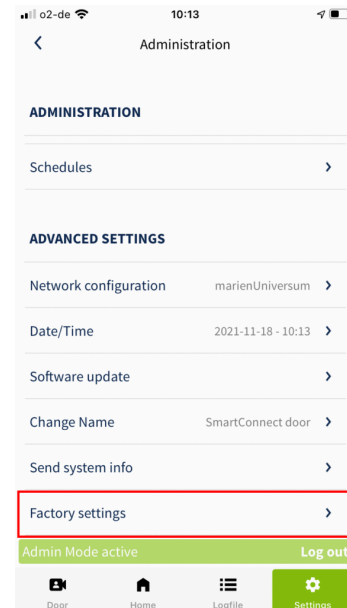 o2-de 10:13
Administration
ADMINISTRATION
Schedules
ADVANCED SETTINGS
Network configuration marienUniversum
Date/Time 2021-11-18 - 10:13
Software update
Change Name SmartConnect door
Send system info
Factory settings
Admin Mode active Log out
Door Home Logfile Settings